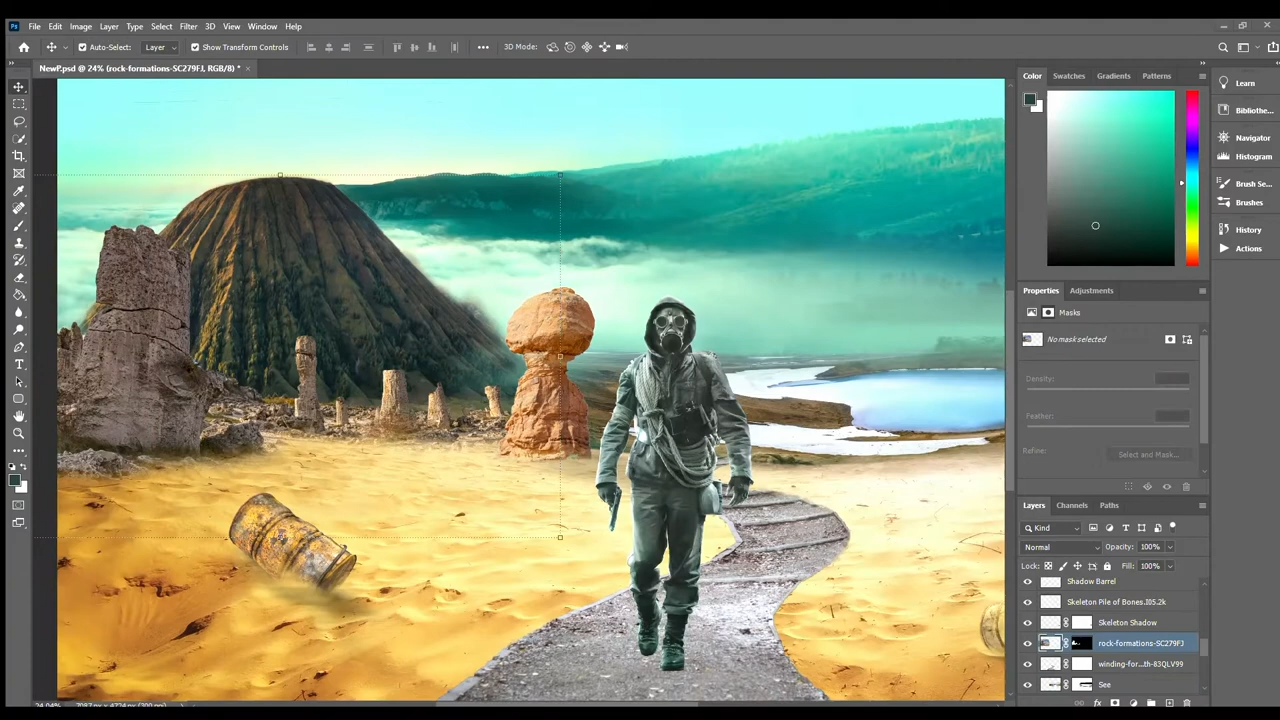 Ps File Edit Image Layer Type Select Filter 3D View Window Help
Auto-Select: Layer Show Transform Controls ••• 3D Mode:
NewP.psd @ 24% (rock-formations-SC279FJ, RGB/8) * ×
Color Swatches Gradients Patterns
Learn
Bibliothe...
Navigator
Histogram
Brush Se...
Brushes
History
Actions
Properties Adjustments
Masks
No mask selected
Density:
Feather:
Refine: Select and Mask...
Layers Channels Paths
Kind
Normal Opacity: 100%
Lock: Fill: 100%
Shadow Barrel
Skeleton Pile of Bones.I05.2k
Skeleton Shadow
rock-formations-SC279FJ
winding-for...th-83QLV99
See
fx